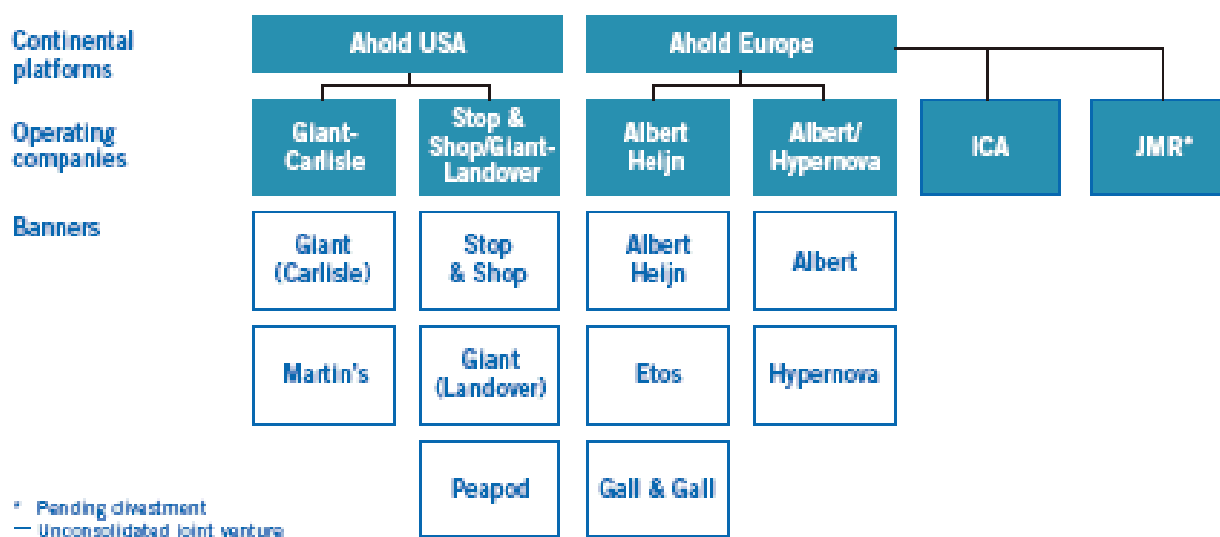 Continental
platforms
Ahold USA
Ahold Europe
Operating
companies
Giant-
Carlisle
Stop &
Shop/Giant-
Landover
Albert
Heijn
Albert/
Hypernova
ICA
JMR*
Banners
Giant
(Carlisle)
Stop
& Shop
Albert
Heijn
Albert
Martin's
Giant
(Landover)
Etos
Hypernova
Peapod
Gall & Gall
* Pending divestment
— Unconsolidated joint venture